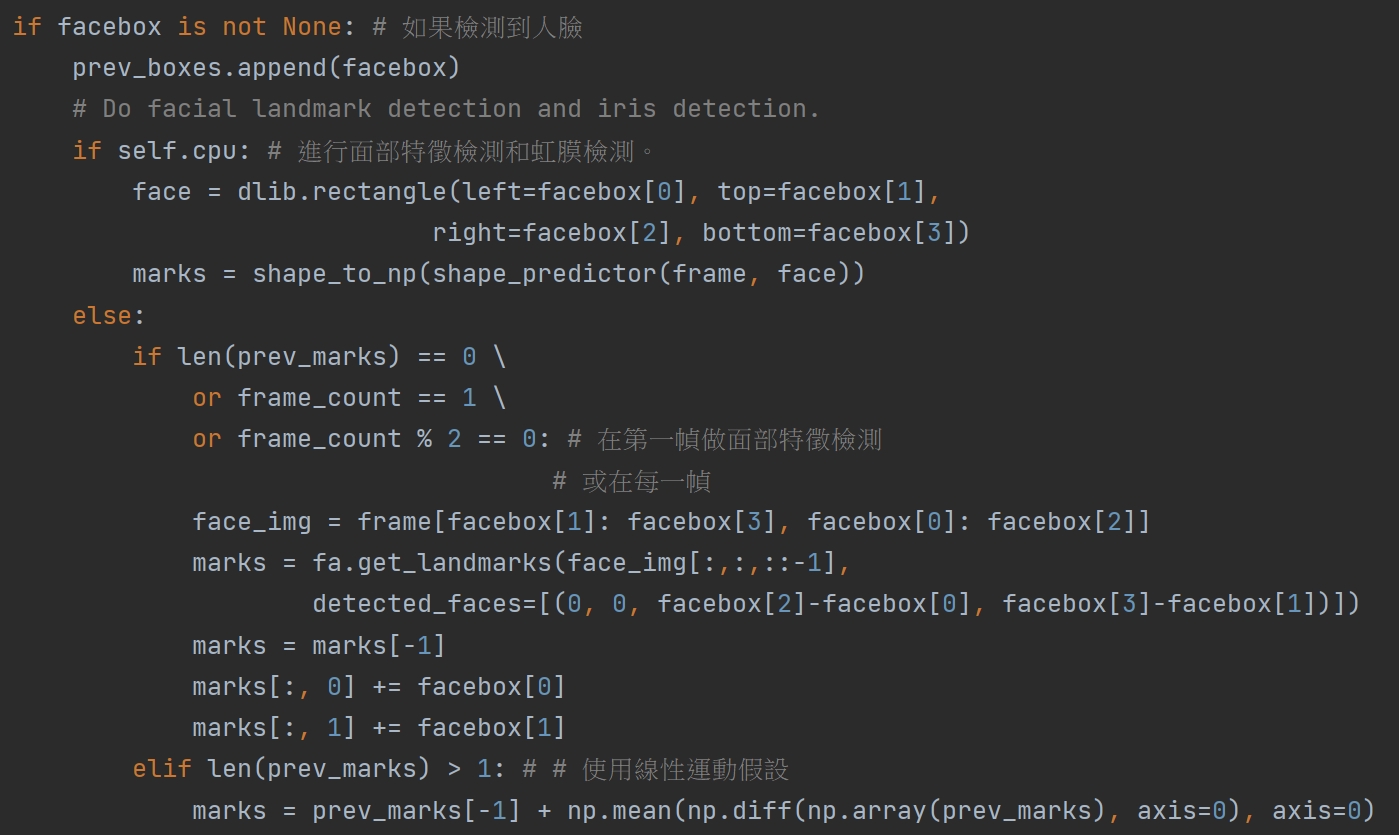 if facebox is not None: # 如果檢測到人臉
    prev_boxes.append(facebox)
    # Do facial landmark detection and iris detection.
    if self.cpu: # 進行面部特徵檢測和虹膜檢測。
        face = dlib.rectangle(left=facebox[0], top=facebox[1],
                            right=facebox[2], bottom=facebox[3])
        marks = shape_to_np(shape_predictor(frame, face))
    else:
        if len(prev_marks) == 0 \
            or frame_count == 1 \
            or frame_count % 2 == 0: # 在第一幀做面部特徵檢測
                                    # 或在每一幀
            face_img = frame[facebox[1]: facebox[3], facebox[0]: facebox[2]]
            marks = fa.get_landmarks(face_img[:,:,::-1],
                    detected_faces=[(0, 0, facebox[2]-facebox[0], facebox[3]-facebox[1])])
            marks = marks[-1]
            marks[:, 0] += facebox[0]
            marks[:, 1] += facebox[1]
        elif len(prev_marks) > 1: # # 使用線性運動假設
            marks = prev_marks[-1] + np.mean(np.diff(np.array(prev_marks), axis=0), axis=0)